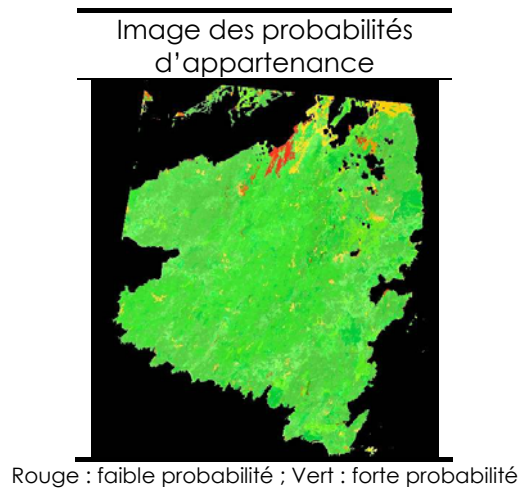 Image des probabilités
d’appartenance
Rouge : faible probabilité ; Vert : forte probabilité